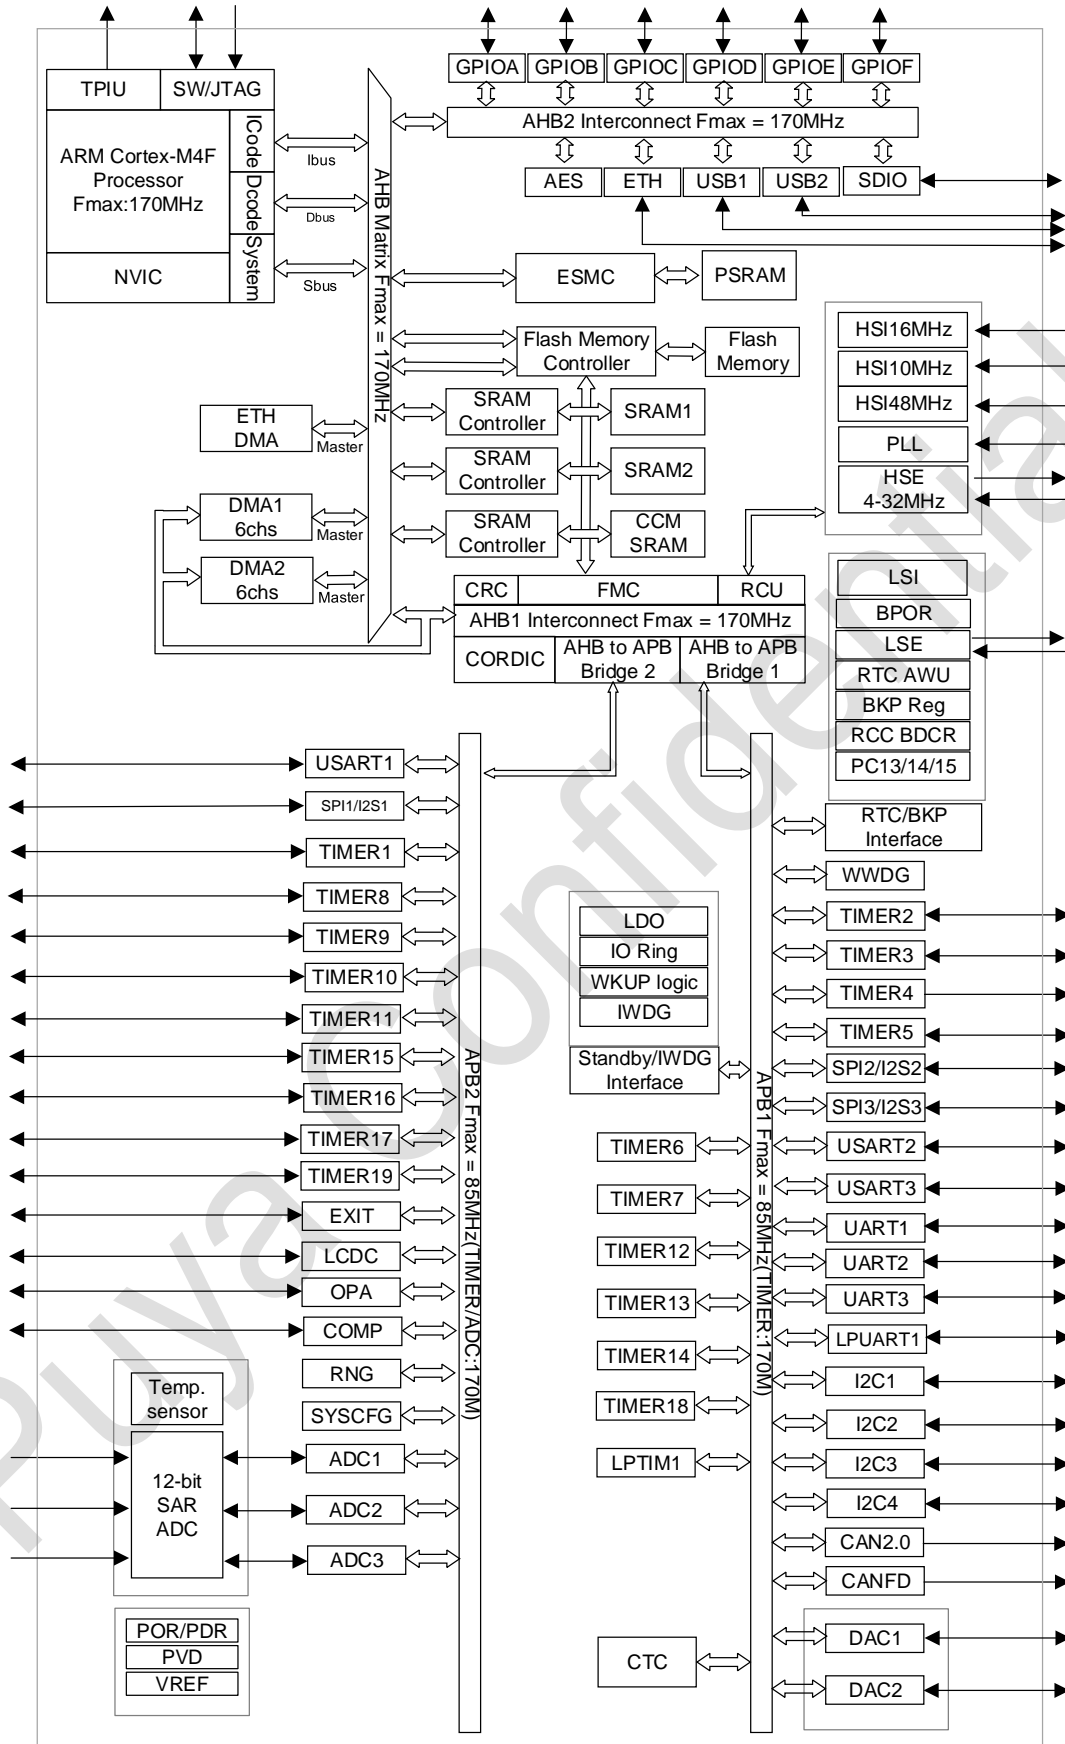 GPIOA
GPIOB
GPIOC
GPIOD
GPIOE
GPIOF
TPIU
SW/JTAG
AHB2 Interconnect Fmax = 170MHz
ARM Cortex-M4F
Processor
Fmax:170MHz
ICode
Dcode
System
NVIC
Ibus
Dbus
Sbus
AHB Matrix Fmax = 170MHz
AES
ETH
USB1
USB2
SDIO
ESMC
PSRAM
Flash Memory
Controller
Flash
Memory
HSI16MHz
HSI10MHz
HSI48MHz
PLL
HSE
4-32MHz
ETH
DMA
Master
SRAM
Controller
SRAM1
SRAM
Controller
SRAM2
DMA1
6chs
Master
SRAM
Controller
CCM
SRAM
DMA2
6chs
Master
CRC
FMC
RCU
AHB1 Interconnect Fmax = 170MHz
CORDIC
AHB to APB
Bridge 2
AHB to APB
Bridge 1
LSI
BPOR
LSE
RTC AWU
BKP Reg
RCC BDCR
PC13/14/15
RTC/BKP
Interface
USART1
SPI1/I2S1
TIMER1
TIMER8
TIMER9
TIMER10
TIMER11
TIMER15
TIMER16
TIMER17
TIMER19
EXIT
LCDC
OPA
COMP
RNG
SYSCFG
ADC1
ADC2
ADC3
APB2 Fmax = 85MHz(TIMER/ADC:170M)
Temp.
sensor
12-bit
SAR
ADC
POR/PDR
PVD
VREF
LDO
IO Ring
WKUP logic
IWDG
Standby/IWDG
Interface
TIMER6
TIMER7
TIMER12
TIMER13
TIMER14
TIMER18
LPTIM1
CTC
APB1 Fmax = 85MHz(TIMER:170M)
WWDG
TIMER2
TIMER3
TIMER4
TIMER5
SPI2/I2S2
SPI3/I2S3
USART2
USART3
UART1
UART2
UART3
LPUART1
I2C1
I2C2
I2C3
I2C4
CAN2.0
CANFD
DAC1
DAC2
Puya Confidential